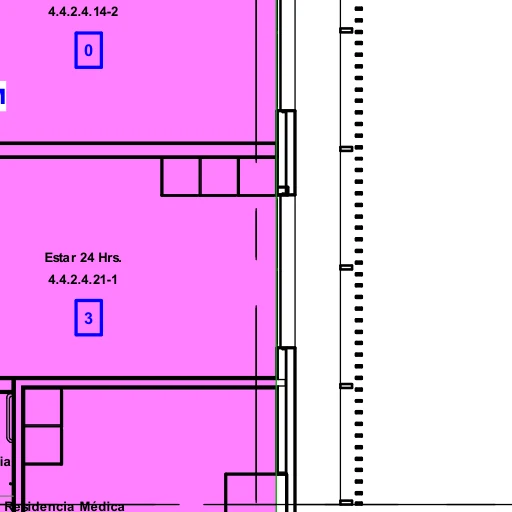 4.4.2.4.14-2
0
Estar 24 Hrs.
4.4.2.4.21-1
3
ia
Residencia Médica